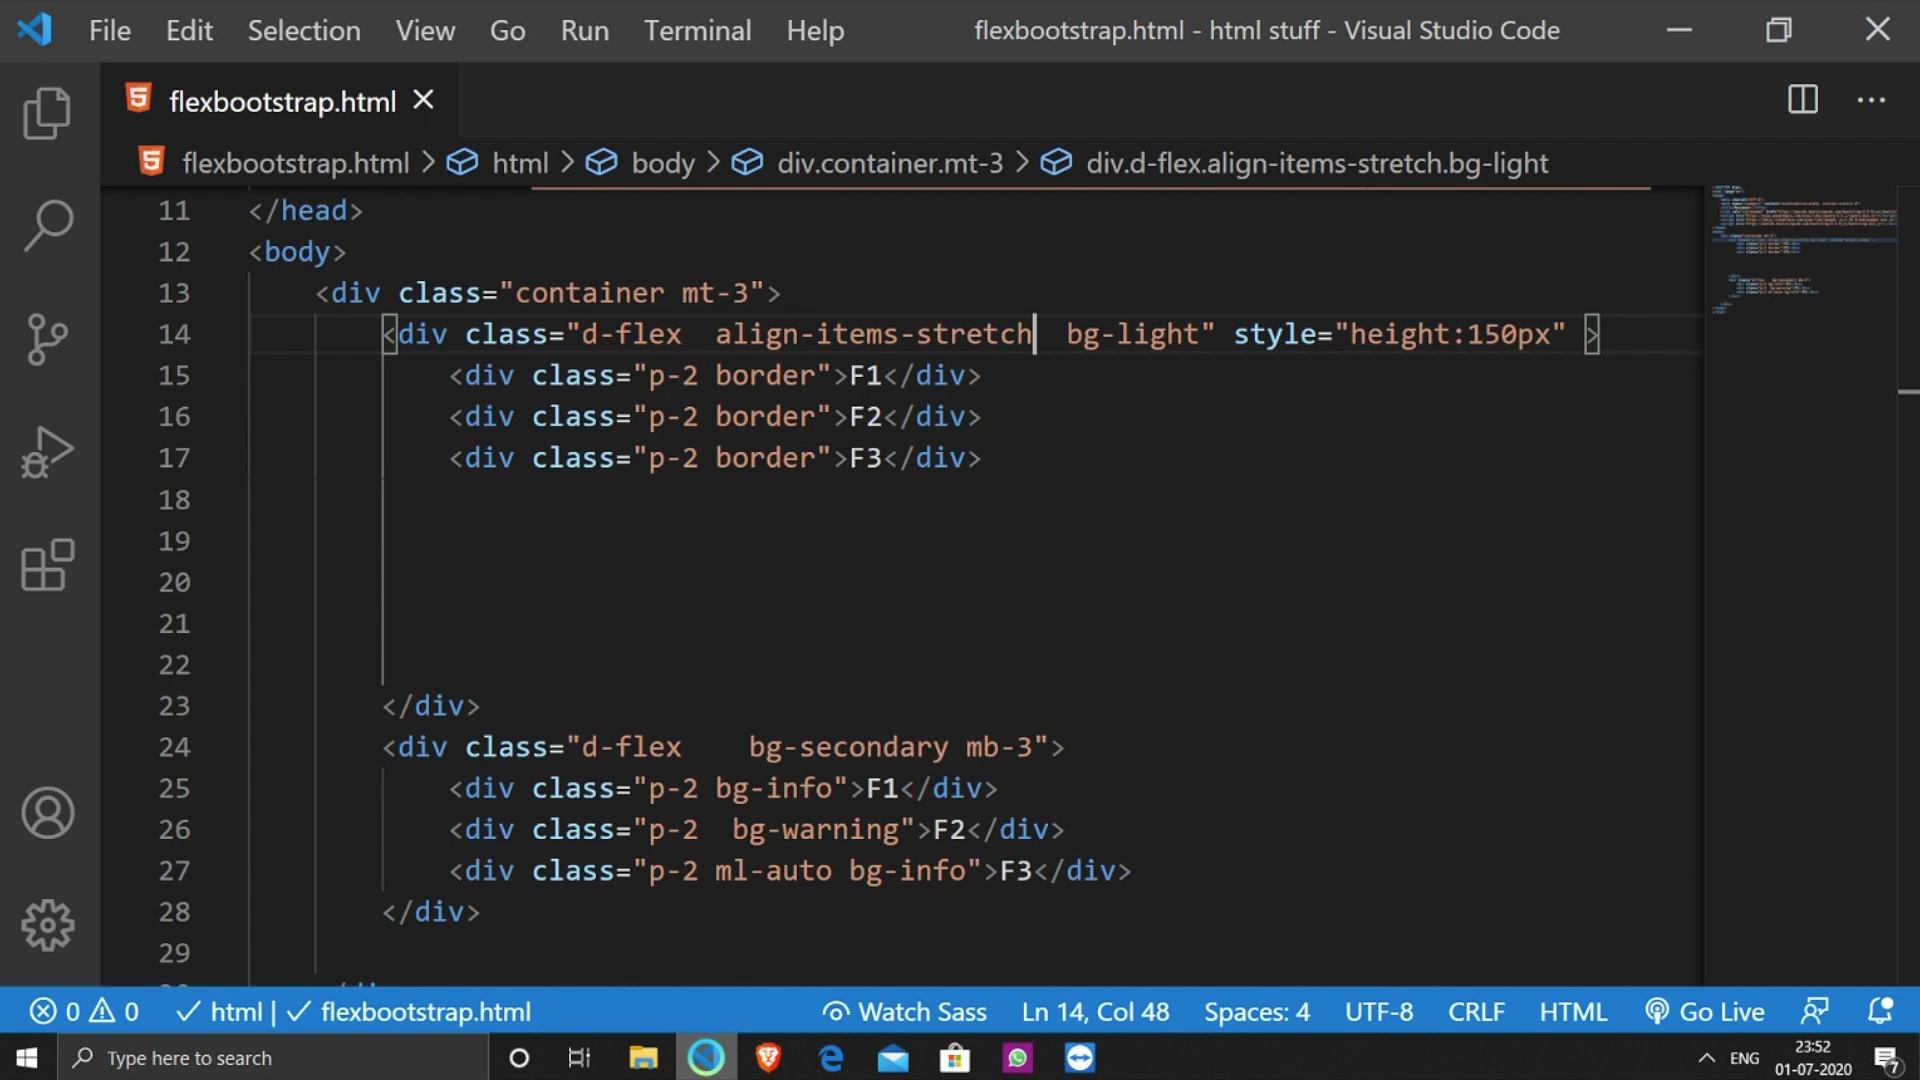 File Edit Selection View Go Run Terminal Help flexbootstrap.html - html stuff - Visual Studio Code
flexbootstrap.html
flexbootstrap.html > html > body > div.container.mt-3 > div.d-flex.align-items-stretch.bg-light
11 </head>
12 <body>
13 <div class="container mt-3">
14 <div class="d-flex  align-items-stretch  bg-light" style="height:150px" >
15 <div class="p-2 border">F1</div>
16 <div class="p-2 border">F2</div>
17 <div class="p-2 border">F3</div>
18
19
20
21
22
23 </div>
24 <div class="d-flex    bg-secondary mb-3">
25 <div class="p-2 bg-info">F1</div>
26 <div class="p-2  bg-warning">F2</div>
27 <div class="p-2 ml-auto bg-info">F3</div>
28 </div>
29
0 0 html | flexbootstrap.html Watch Sass Ln 14, Col 48 Spaces: 4 UTF-8 CRLF HTML Go Live
Type here to search ENG 23:52
01-07-2020 7